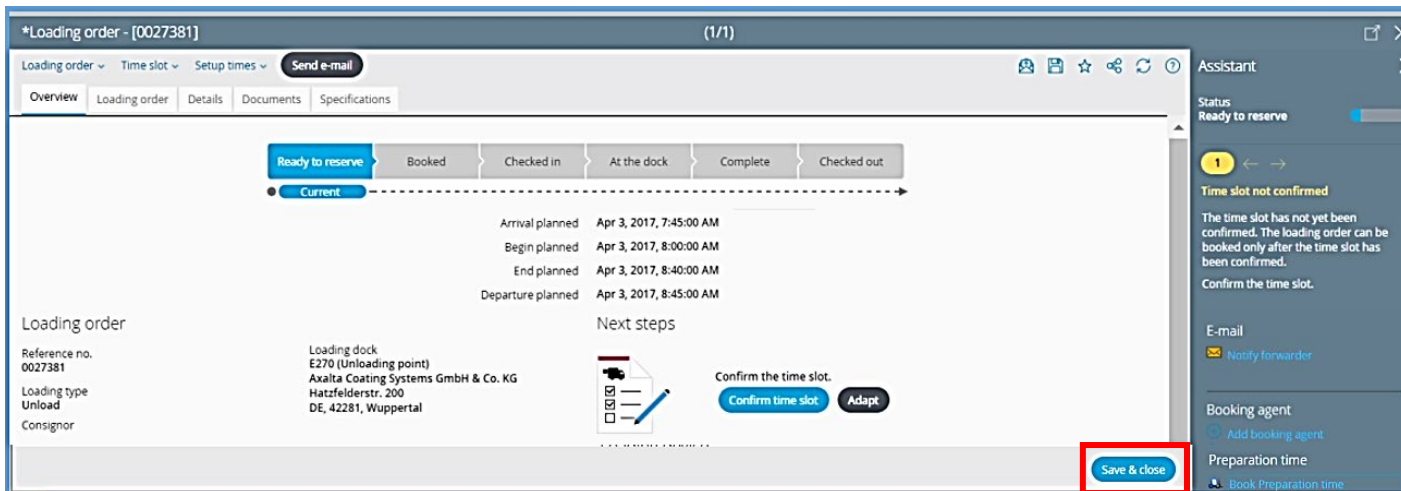 *Loading order - [0027381]
(1/1)
Loading order Time slot Setup times Send e-mail
Overview Loading order Details Documents Specifications
Ready to reserve Booked Checked in At the dock Complete Checked out
Current
Arrival planned Apr 3, 2017, 7:45:00 AM
Begin planned Apr 3, 2017, 8:00:00 AM
End planned Apr 3, 2017, 8:40:00 AM
Departure planned Apr 3, 2017, 8:45:00 AM
Loading order
Reference no.
0027381
Loading type
Unload
Consignor
Loading dock
E270 (Unloading point)
Axalta Coating Systems GmbH & Co. KG
Hatzfelderstr. 200
DE, 42281, Wuppertal
Next steps
Confirm the time slot.
Confirm time slot Adapt
Save & close
Assistant
Status
Ready to reserve
1
Time slot not confirmed
The time slot has not yet been
confirmed. The loading order can be
booked only after the time slot has
been confirmed.
Confirm the time slot.
E-mail
Notify forwarder
Booking agent
Add booking agent
Preparation time
Book Preparation time